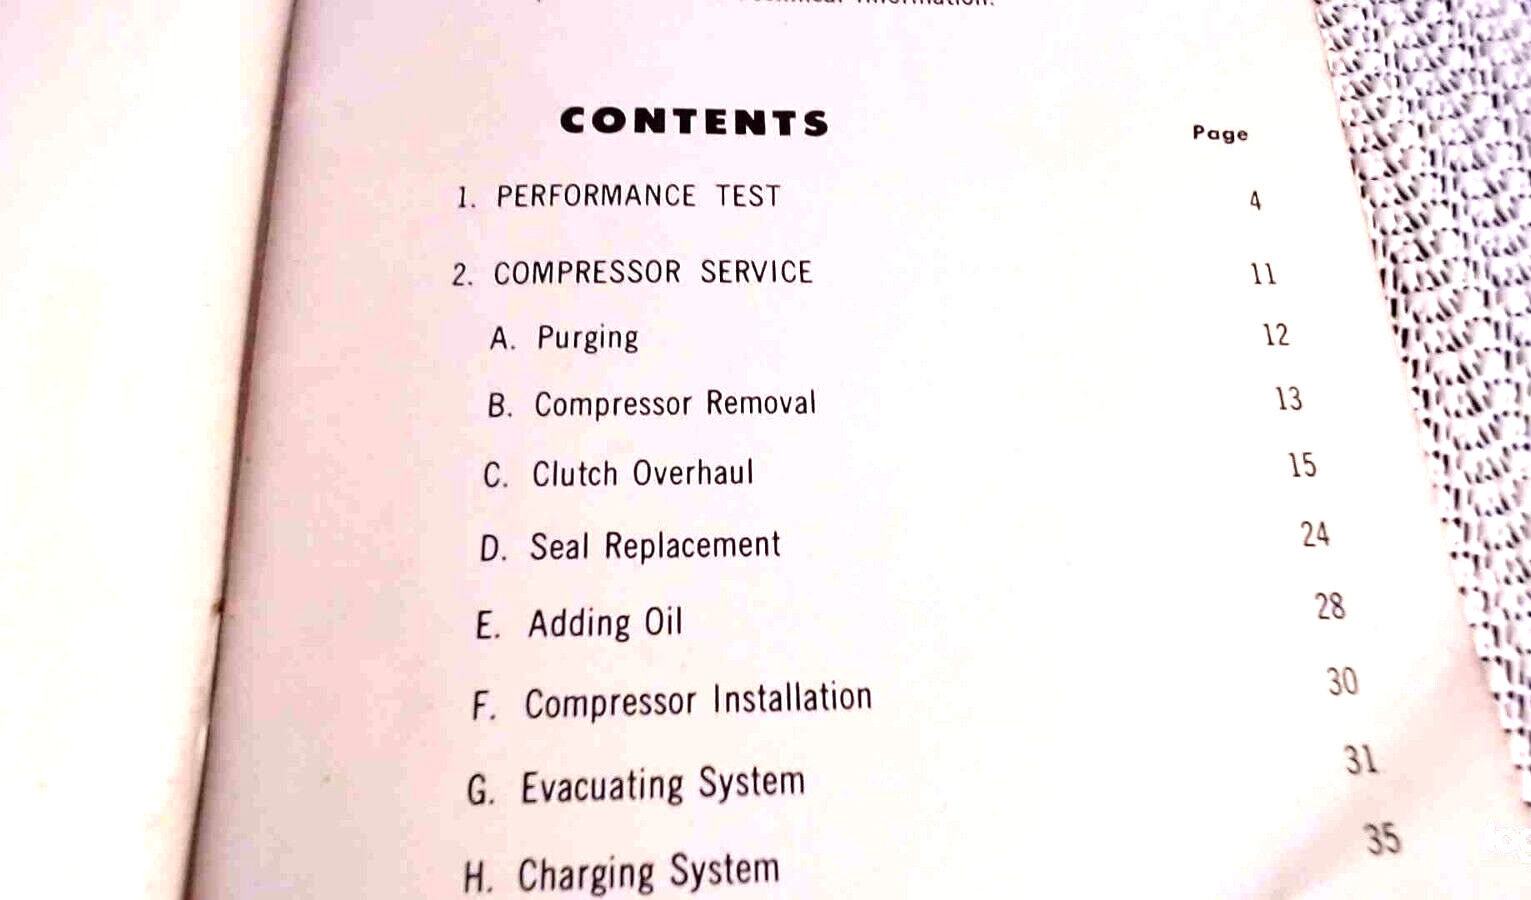 Information.
CONTENTS
Page
1. PERFORMANCE TEST 4
2. COMPRESSOR SERVICE 11
A. Purging 12
B. Compressor Removal 13
C. Clutch Overhaul 15
D. Seal Replacement 24
E. Adding Oil 28
F. Compressor Installation 30
G. Evacuating System 31
H. Charging System 35